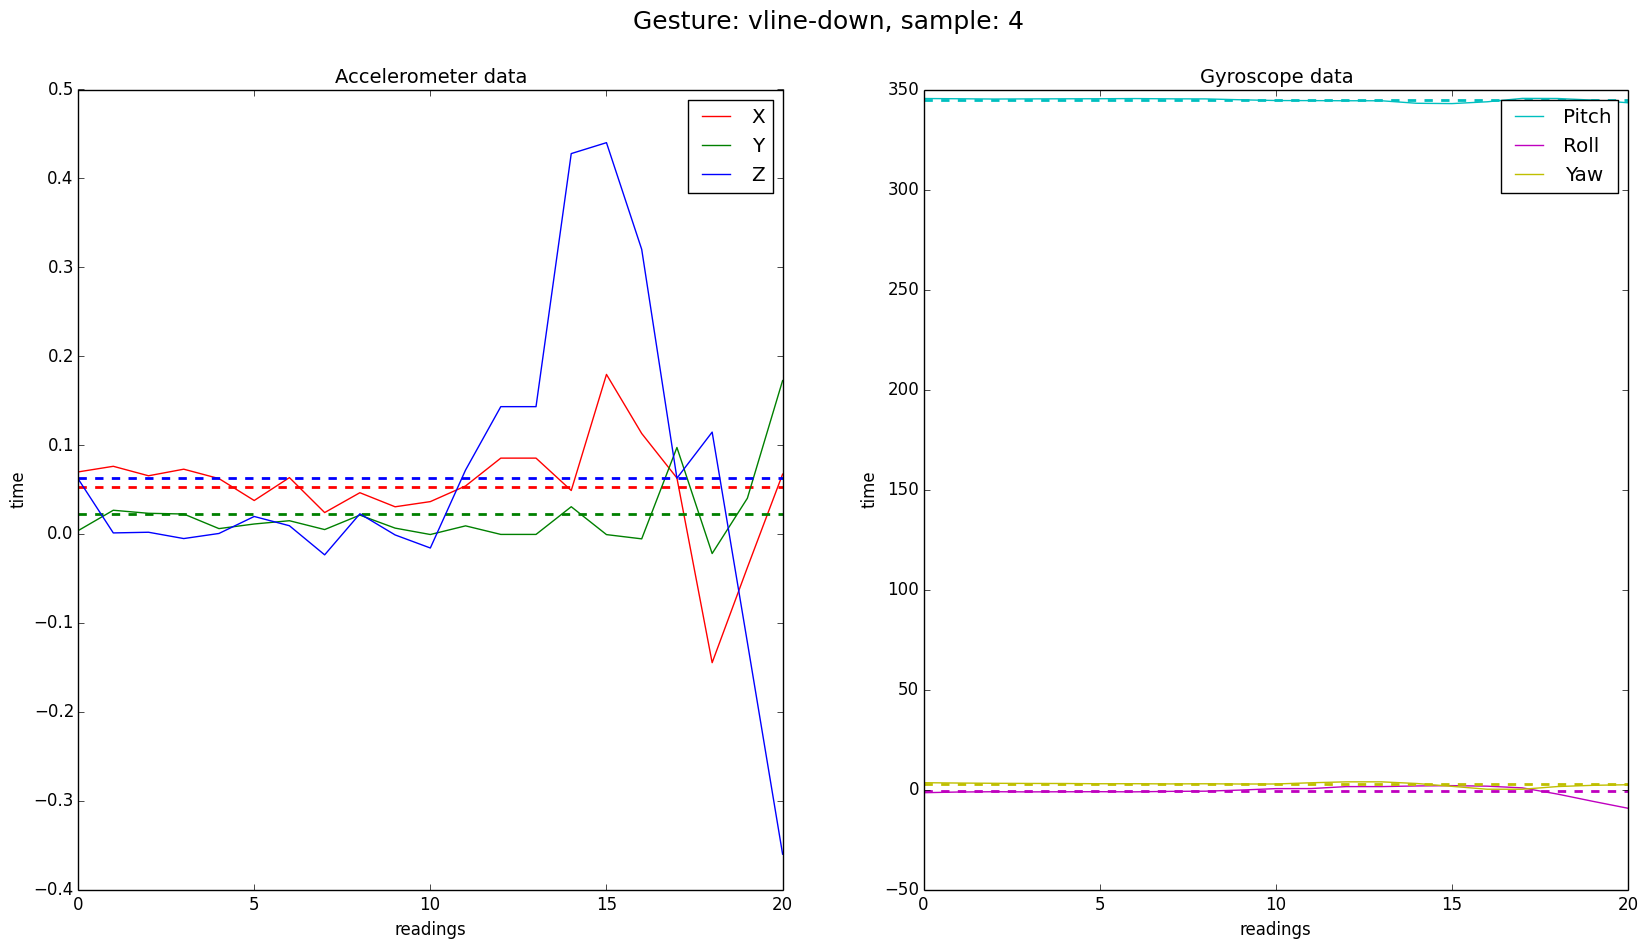 Gesture: vline-down, sample: 4
Accelerometer data
0.5
0.4
0.3
0.2
0.1
0.0
−0.1
−0.2
−0.3
−0.4
time
0 5 10 15 20
readings
X
Y
Z
Gyroscope data
350
300
250
200
150
100
50
0
−50
time
0 5 10 15 20
readings
Pitch
Roll
Yaw